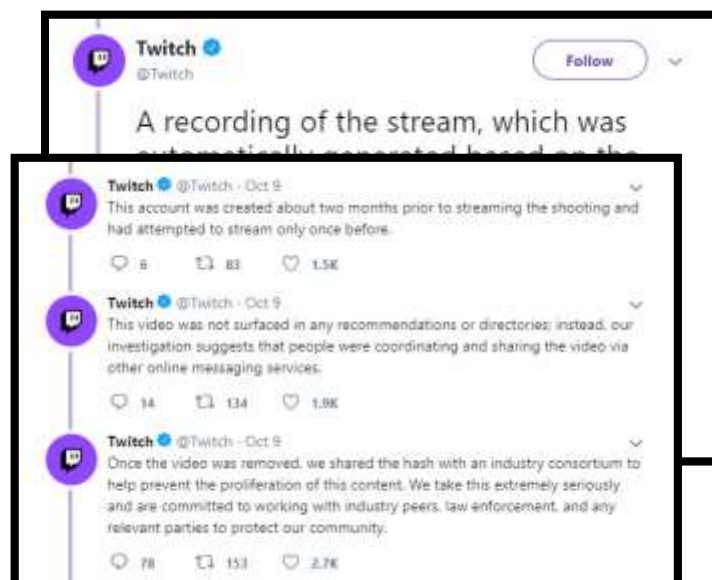 Twitch
@Twitch
Follow
A recording of the stream, which was
automatically generated based on the
Twitch @Twitch · Oct 9
This account was created about two months prior to streaming the shooting and
had attempted to stream only once before.
6 83 1.5K
Twitch @Twitch · Oct 9
This video was not surfaced in any recommendations or directories; instead, our
investigation suggests that people were coordinating and sharing the video via
other online messaging services.
14 134 1.9K
Twitch @Twitch · Oct 9
Once the video was removed, we shared the hash with an industry consortium to
help prevent the proliferation of this content. We take this extremely seriously
and are committed to working with industry peers, law enforcement, and any
relevant parties to protect our community.
78 153 2.7K